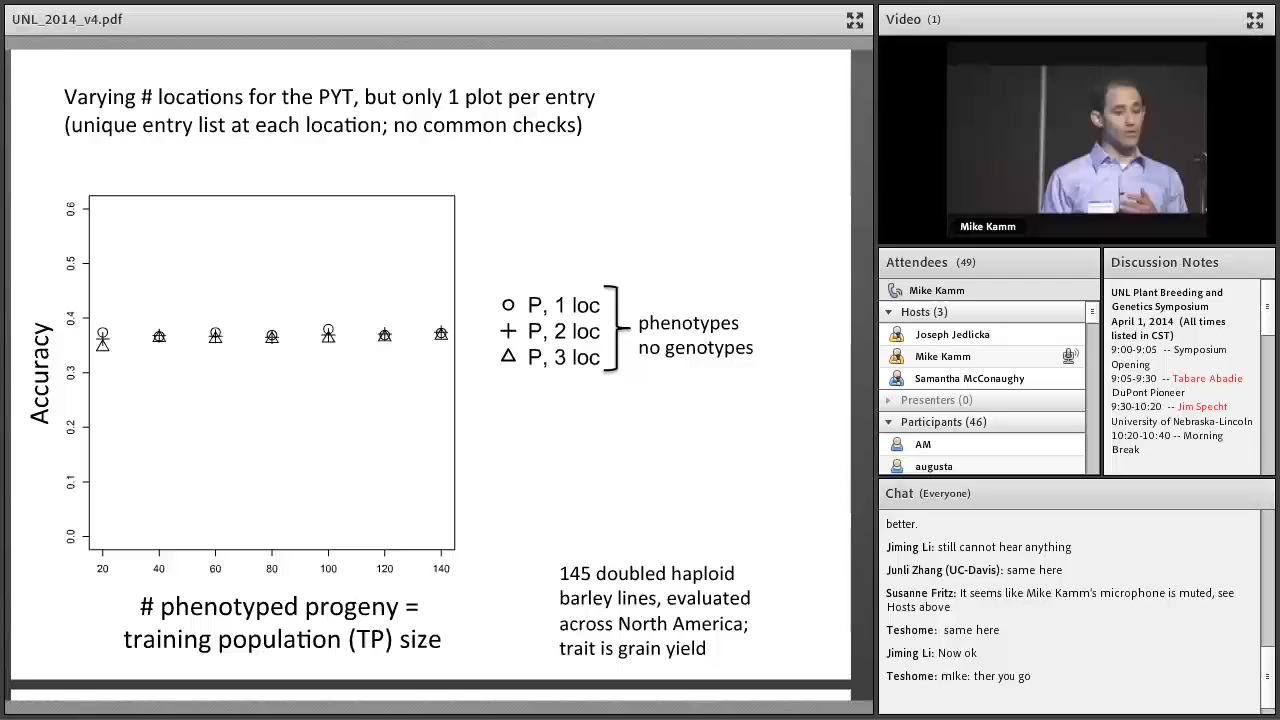 UNL_2014_v4.pdf
Varying # locations for the PYT, but only 1 plot per entry
(unique entry list at each location; no common checks)
Accuracy
0.6
0.5
0.4
0.3
0.2
0.1
0.0
20 40 60 80 100 120 140
# phenotyped progeny =
training population (TP) size
P, 1 loc
P, 2 loc
P, 3 loc
phenotypes
no genotypes
145 doubled haploid
barley lines, evaluated
across North America;
trait is grain yield
Video (1)
Mike Kamm
Attendees (49)
Mike Kamm
Hosts (3)
Joseph Jedlicka
Mike Kamm
Samantha McConaughy
Presenters (0)
Participants (46)
AM
augusta
Discussion Notes
UNL Plant Breeding and
Genetics Symposium
April 1, 2014 (All times
listed in CST)
9:00-9:05 -- Symposium
Opening
9:05-9:30 -- Tabare Abadie
DuPont Pioneer
9:30-10:20 -- Jim Specht
University of Nebraska-Lincoln
10:20-10:40 -- Morning
Break
Chat (Everyone)
better.
Jiming Li: still cannot hear anything
Junli Zhang (UC-Davis): same here
Susanne Fritz: It seems like Mike Kamm's microphone is muted, see
Hosts above
Teshome: same here
Jiming Li: Now ok
Teshome: mIke: ther you go